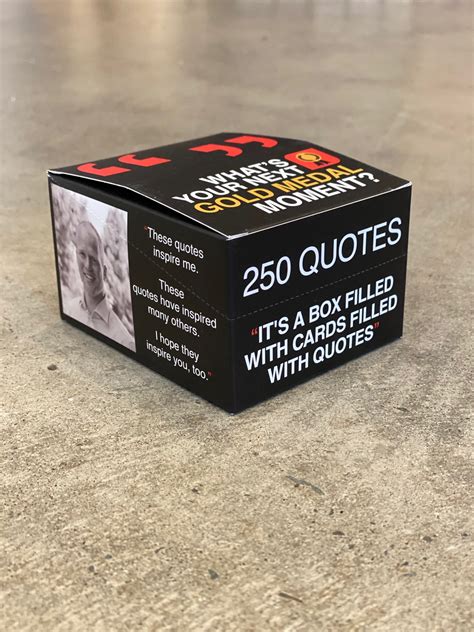 “ ”
WHAT'S
YOUR NEXT
GOLD MEDAL
MOMENT?
"These quotes
inspire me.
These
quotes have inspired
many others.
I hope they
inspire you, too."
250 QUOTES
"IT'S A BOX FILLED
WITH CARDS FILLED
WITH QUOTES"